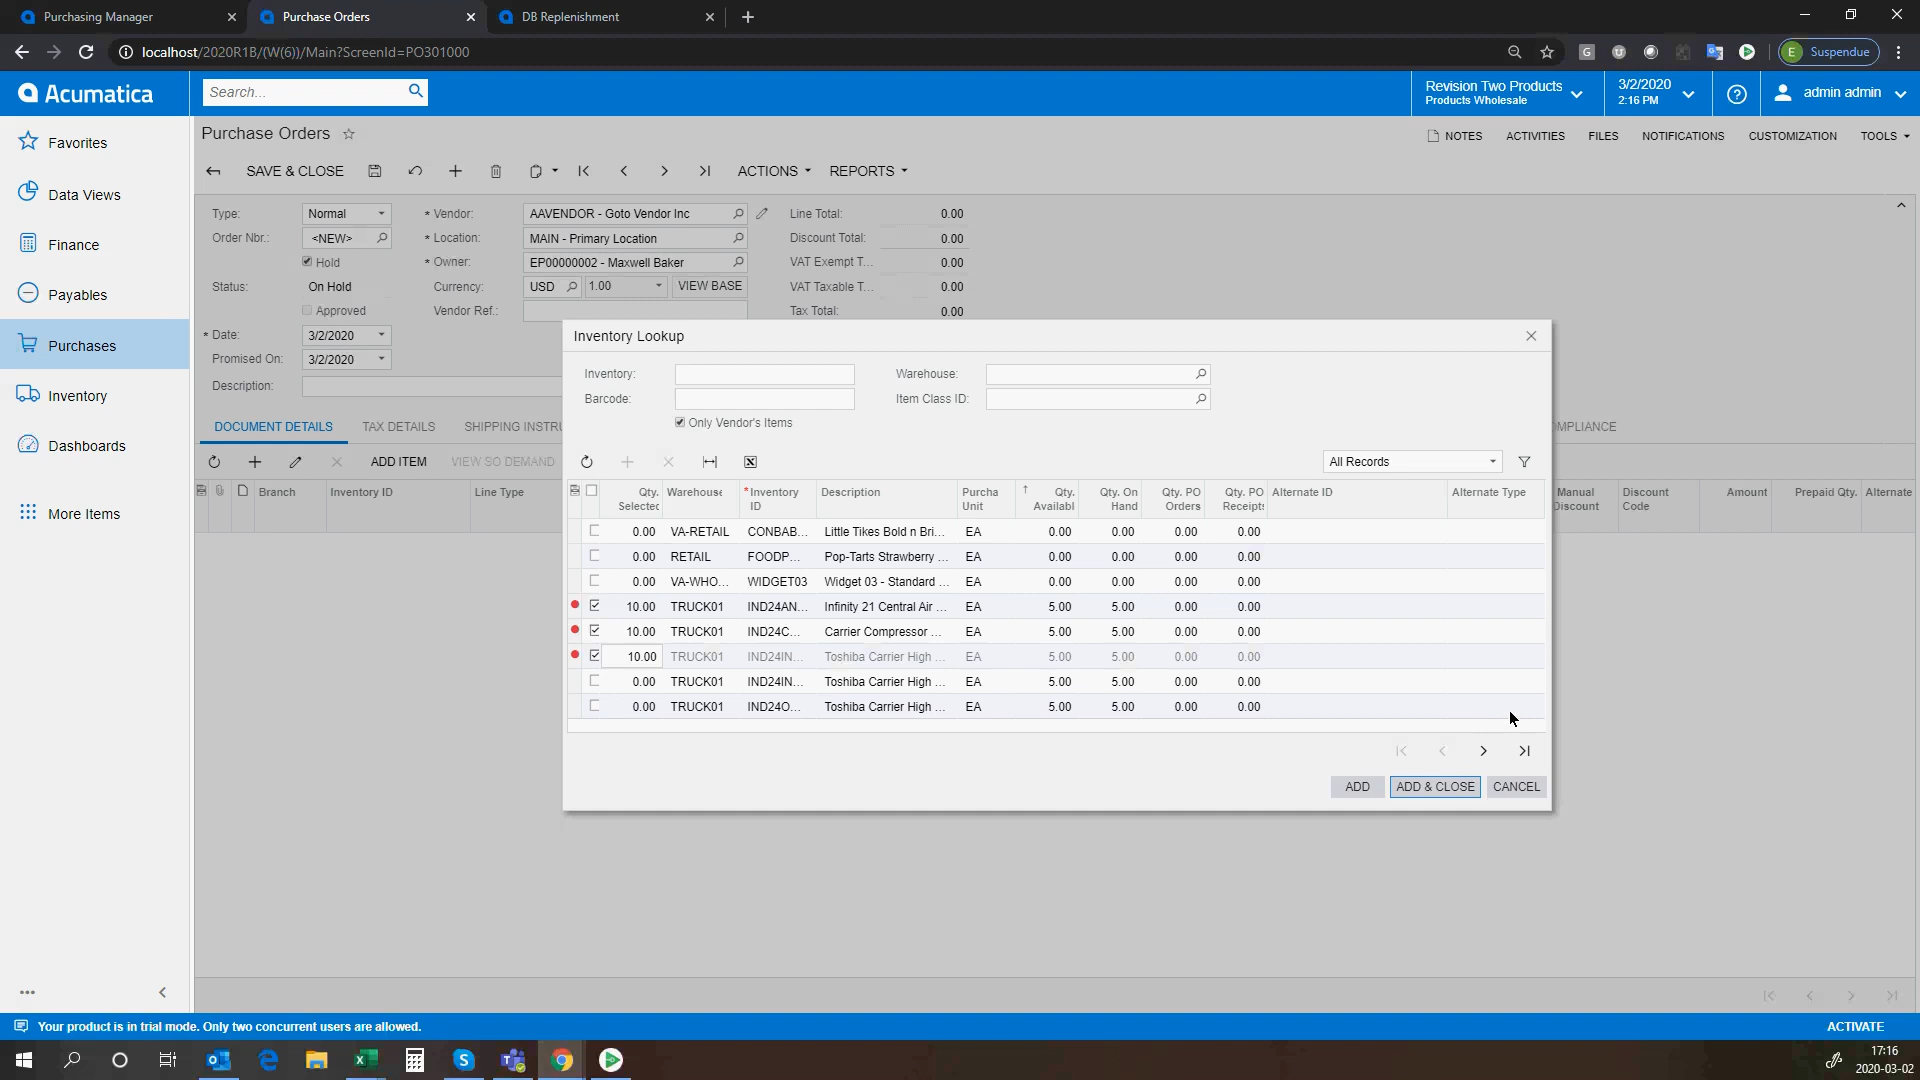 Purchasing Manager
Purchase Orders
DB Replenishment
localhost/2020R1B/(W(6))/Main?ScreenId=PO301000
E Suspendue
Acumatica
Search...
Revision Two Products
Products Wholesale
3/2/2020
2:16 PM
admin admin
Favorites
Data Views
Finance
Payables
Purchases
Inventory
Dashboards
More Items
Purchase Orders
NOTES ACTIVITIES FILES NOTIFICATIONS CUSTOMIZATION TOOLS
SAVE & CLOSE ACTIONS REPORTS
Type: Normal * Vendor: AAVENDOR - Goto Vendor Inc Line Total: 0.00
Order Nbr.: <NEW> * Location: MAIN - Primary Location Discount Total: 0.00
Hold * Owner: EP00000002 - Maxwell Baker VAT Exempt T... 0.00
Status: On Hold Currency: USD 1.00 VIEW BASE VAT Taxable T... 0.00
Approved Vendor Ref.: Tax Total: 0.00
* Date: 3/2/2020
Promised On: 3/2/2020
Description:
DOCUMENT DETAILS TAX DETAILS SHIPPING INSTRU MPLIANCE
ADD ITEM VIEW SO DEMAND
Branch Inventory ID Line Type Manual Discount Discount Code Amount Prepaid Qty. Alternate
Inventory Lookup
Inventory: Warehouse:
Barcode: Item Class ID:
Only Vendor's Items
All Records
Qty. Selectec Warehouse *Inventory ID Description Purcha Unit Qty. Availabl Qty. On Hand Qty. PO Orders Qty. PO Receipts Alternate ID Alternate Type
0.00 VA-RETAIL CONBAB... Little Tikes Bold n Bri... EA 0.00 0.00 0.00 0.00
0.00 RETAIL FOODP... Pop-Tarts Strawberry ... EA 0.00 0.00 0.00 0.00
0.00 VA-WHO... WIDGET03 Widget 03 - Standard ... EA 0.00 0.00 0.00 0.00
10.00 TRUCK01 IND24AN... Infinity 21 Central Air ... EA 5.00 5.00 0.00 0.00
10.00 TRUCK01 IND24C... Carrier Compressor ... EA 5.00 5.00 0.00 0.00
10.00 TRUCK01 IND24IN... Toshiba Carrier High ... EA 5.00 5.00 0.00 0.00
0.00 TRUCK01 IND24IN... Toshiba Carrier High ... EA 5.00 5.00 0.00 0.00
0.00 TRUCK01 IND24O... Toshiba Carrier High ... EA 5.00 5.00 0.00 0.00
ADD ADD & CLOSE CANCEL
Your product is in trial mode. Only two concurrent users are allowed.
ACTIVATE
17:16
2020-03-02